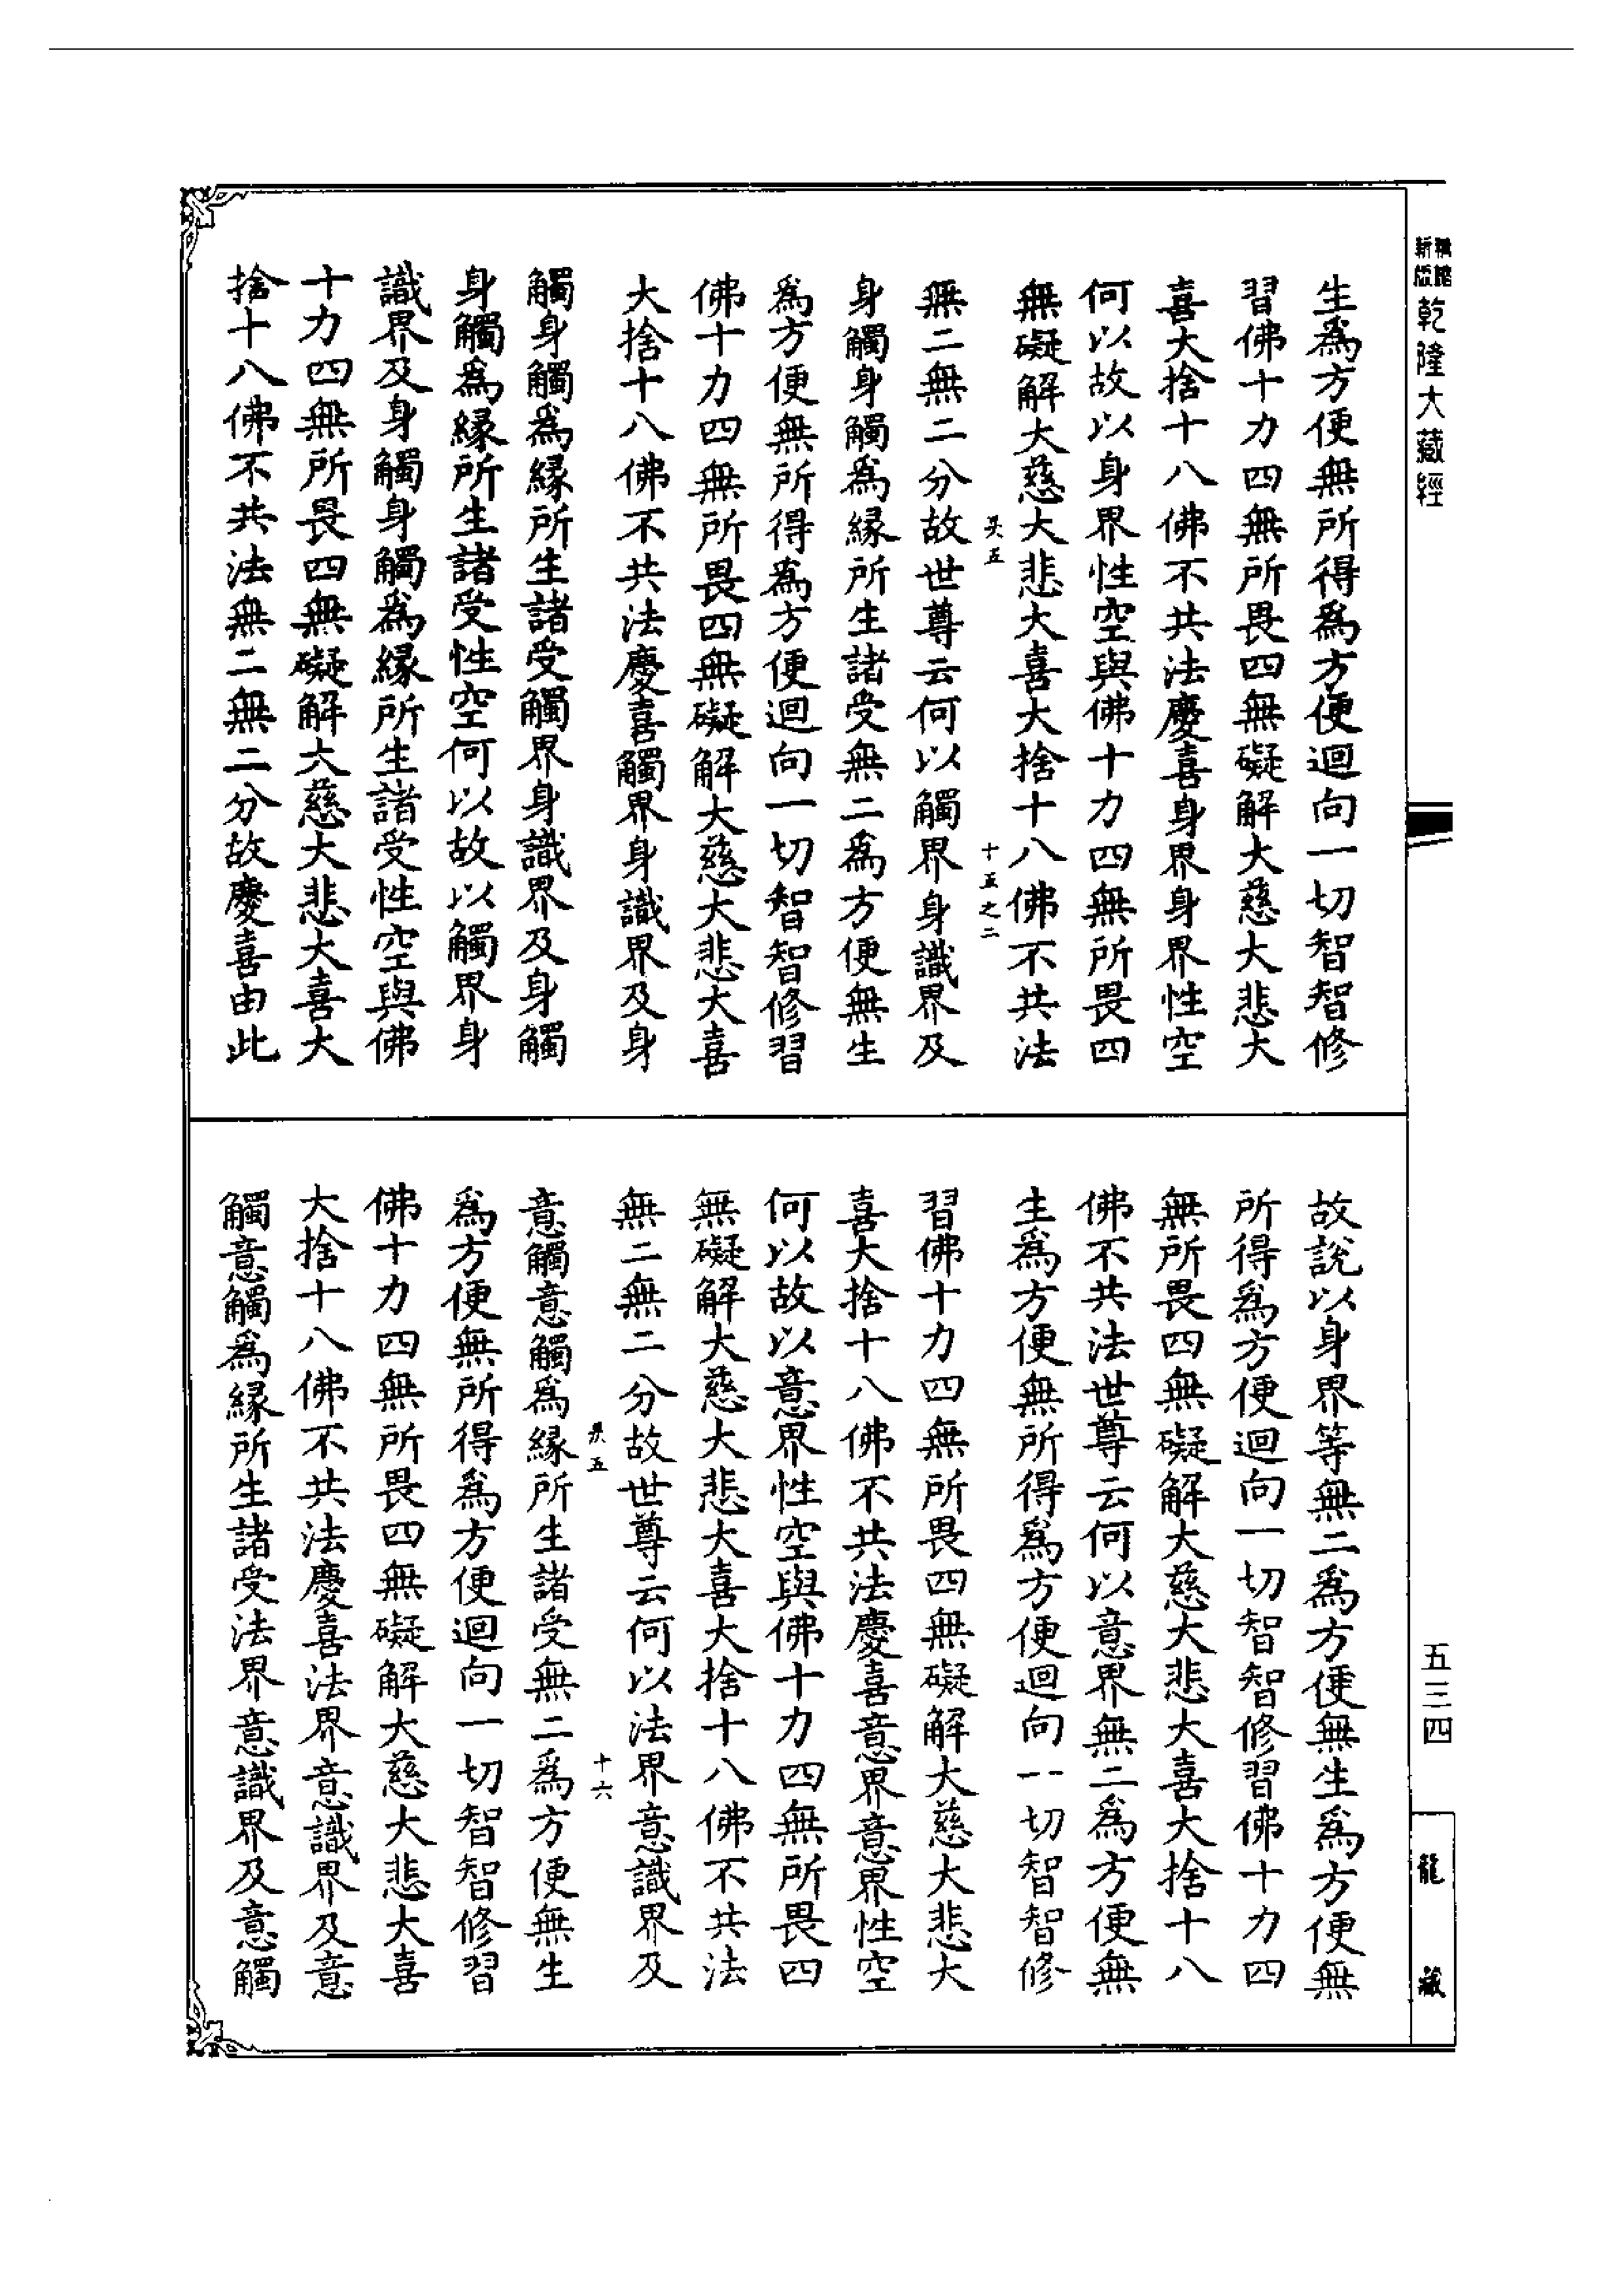 新版
乾隆大藏經
生爲方便無所得爲方便迴向一切智智修
習佛十力四無所畏四無礙解大慈大悲大
喜大捨十八佛不共法慶喜身界身界性空
何以故以身界性空與佛十力四無所畏四
無礙解大慈大悲大喜大捨十八佛不共法
五
十五之二
無二無二分故世尊云何以觸界身識界及
身觸身觸爲緣所生諸受無二爲方便無生
爲方便無所得爲方便迴向一切智智修習
佛十力四無所畏四無礙解大慈大悲大喜
大捨十八佛不共法慶喜觸界身識界及身
觸身觸爲緣所生諸受觸界身識界及身觸
身觸爲緣所生諸受性空何以故以觸界身
識界及身觸身觸爲緣所生諸受性空與佛
十力四無所畏四無礙解大慈大悲大喜大
捨十八佛不共法無二無二分故慶喜由此
故說以身界等無二爲方便無生爲方便無
所得爲方便迴向一切智智修習佛十力四
無所畏四無礙解大慈大悲大喜大捨十八
佛不共法世尊云何以意界無二爲方便無
生爲方便無所得爲方便迴向一切智智修
習佛十力四無所畏四無礙解大慈大悲大
喜大捨十八佛不共法慶喜意界意界性空
何以故以意界性空與佛十力四無所畏四
無礙解大慈大悲大喜大捨十八佛不共法
無二無二分故世尊云何以法界意識界及
五
十六
意觸意觸爲緣所生諸受無二爲方便無生
爲方便無所得爲方便迴向一切智智修習
佛十力四無所畏四無礙解大慈大悲大喜
大捨十八佛不共法慶喜法界意識界及意
觸意觸爲緣所生諸受法界意識界及意觸
五三四
龍藏